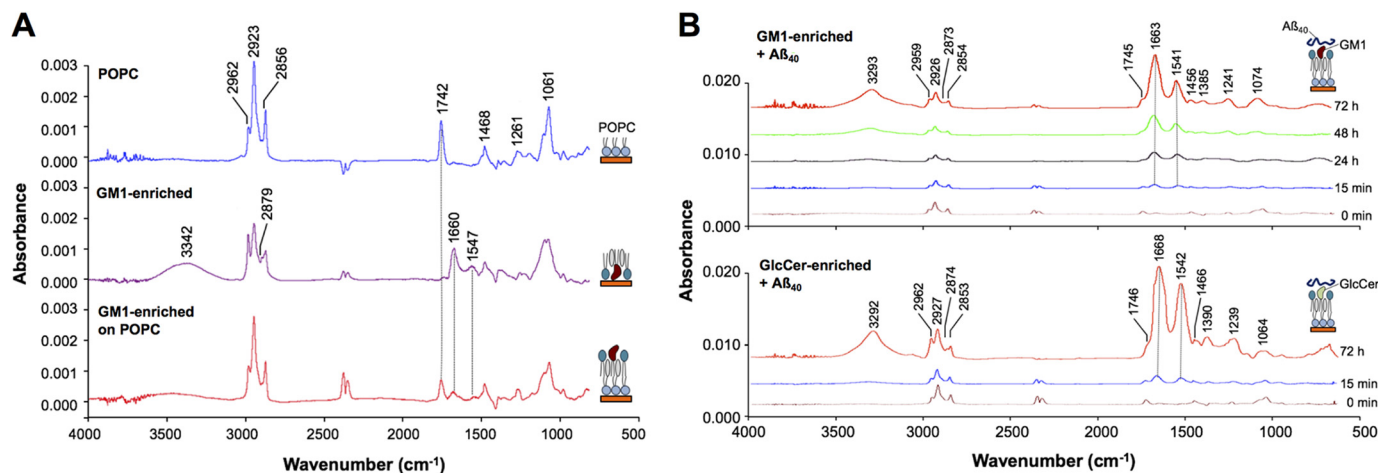 A
POPC
2962
2923
2856
1742
1468
1261
1061
0.003
0.002
0.001
0.000
POPC
GM1-enriched
3342
2879
1660
1547
0.003
0.002
0.001
0.000
GM1-enriched
on POPC
0.003
0.002
0.001
0.000
Absorbance
4000 3500 3000 2500 2000 1500 1000 500
Wavenumber (cm⁻¹)
B
GM1-enriched
+ Aß₄₀
3293
2959
2926
2873
2854
1745
1663
1541
1456
1385
1241
1074
Aß₄₀
GM1
0.020
0.010
0.000
72 h
48 h
24 h
15 min
0 min
GlcCer-enriched
+ Aß₄₀
3292
2962
2927
2874
2853
1746
1668
1542
1466
1390
1239
1064
GlcCer
0.020
0.010
0.000
72 h
15 min
0 min
Absorbance
4000 3500 3000 2500 2000 1500 1000 500
Wavenumber (cm⁻¹)